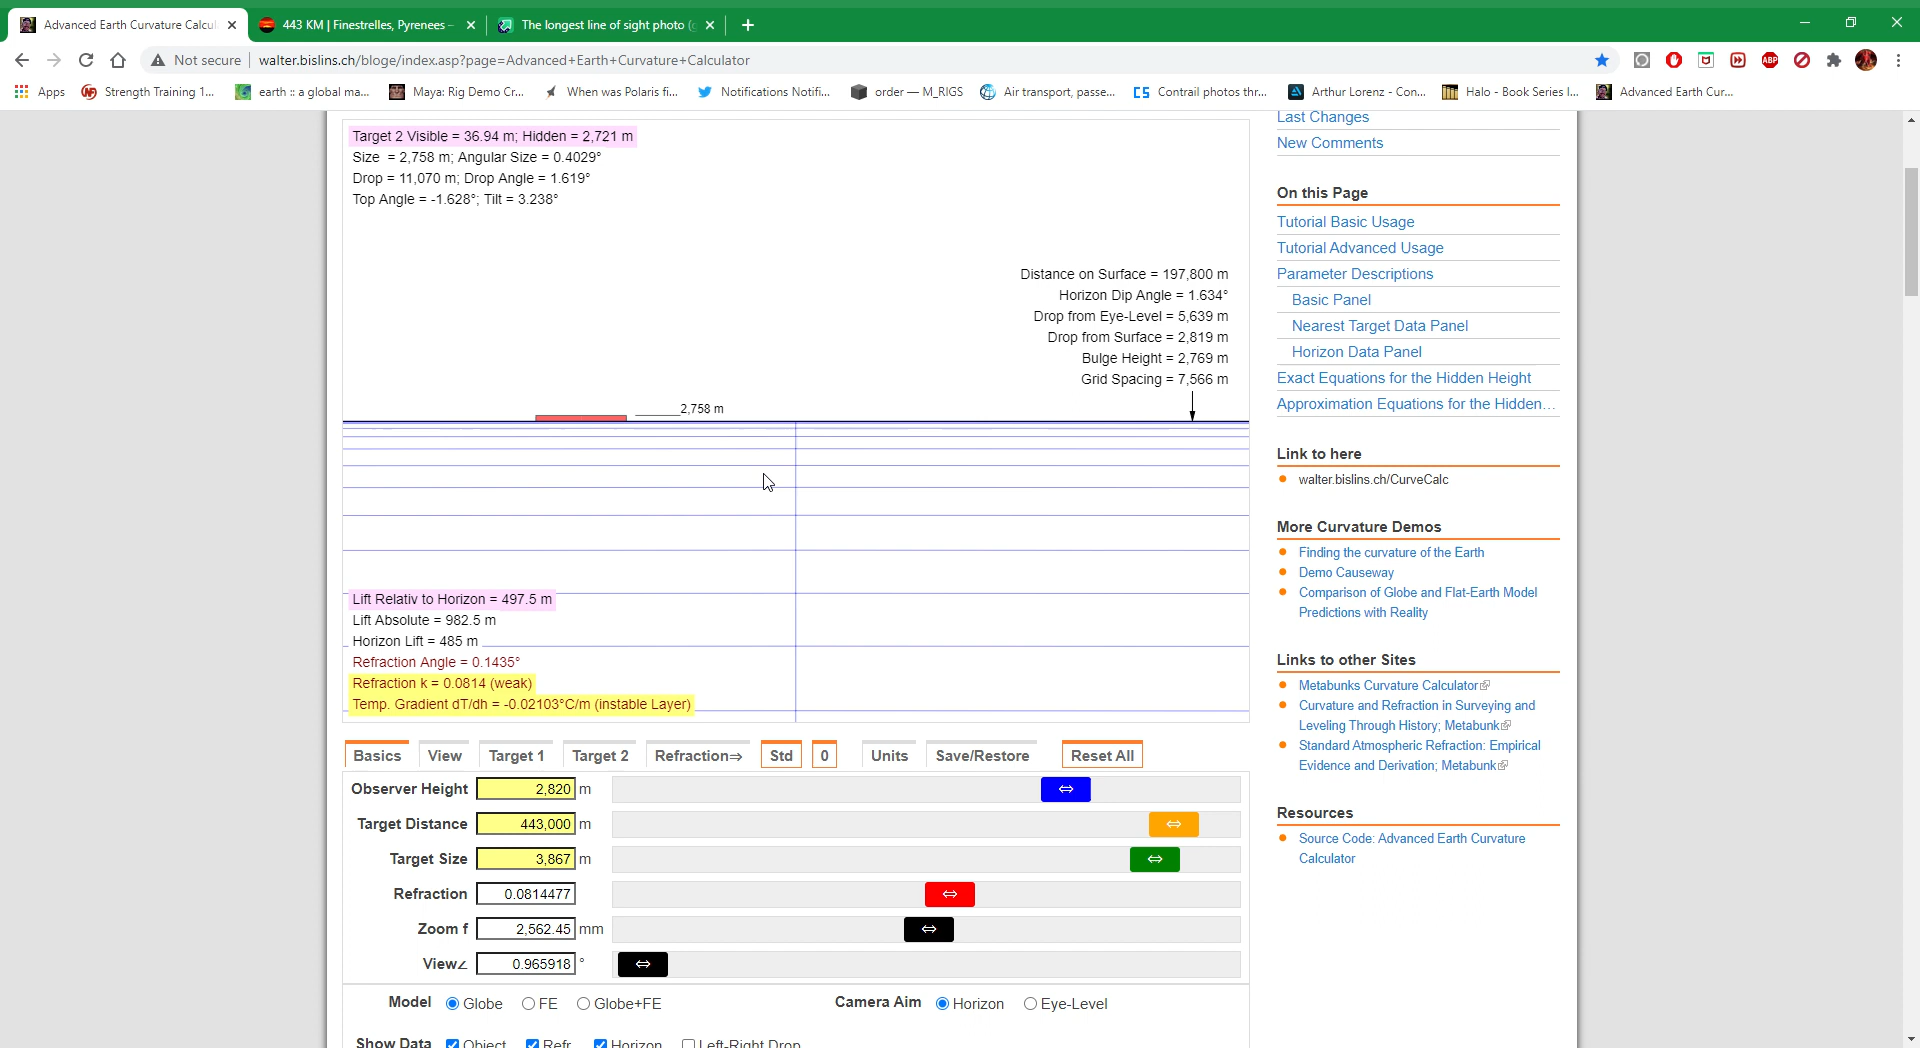 Advanced Earth Curvature Calcul
443 KM | Finestrelles, Pyrenees –
The longest line of sight photo (g
Not secure
walter.bislins.ch/bloge/index.asp?page=Advanced+Earth+Curvature+Calculator
ABP
Apps
Strength Training 1...
earth :: a global ma...
Maya: Rig Demo Cr...
When was Polaris fi...
Notifications Notifi...
order — M_RIGS
Air transport, passe...
Contrail photos thr...
Arthur Lorenz - Con...
Halo - Book Series I...
Advanced Earth Cur...
Target 2 Visible = 36.94 m; Hidden = 2,721 m
Size = 2,758 m; Angular Size = 0.4029°
Drop = 11,070 m; Drop Angle = 1.619°
Top Angle = -1.628°; Tilt = 3.238°
Distance on Surface = 197,800 m
Horizon Dip Angle = 1.634°
Drop from Eye-Level = 5,639 m
Drop from Surface = 2,819 m
Bulge Height = 2,769 m
Grid Spacing = 7,566 m
2,758 m
Lift Relativ to Horizon = 497.5 m
Lift Absolute = 982.5 m
Horizon Lift = 485 m
Refraction Angle = 0.1435°
Refraction k = 0.0814 (weak)
Temp. Gradient dT/dh = -0.02103°C/m (instable Layer)
Basics View Target 1 Target 2 Refraction⇒ Std 0 Units Save/Restore Reset All
Observer Height 2,820 m
Target Distance 443,000 m
Target Size 3,867 m
Refraction 0.0814477
Zoom f 2,562.45 mm
View∠ 0.965918 °
Model Globe FE Globe+FE Camera Aim Horizon Eye-Level
Show Data Object Refr. Horizon Left-Right Drop
Last Changes
New Comments
On this Page
Tutorial Basic Usage
Tutorial Advanced Usage
Parameter Descriptions
Basic Panel
Nearest Target Data Panel
Horizon Data Panel
Exact Equations for the Hidden Height
Approximation Equations for the Hidden...
Link to here
walter.bislins.ch/CurveCalc
More Curvature Demos
Finding the curvature of the Earth
Demo Causeway
Comparison of Globe and Flat-Earth Model
Predictions with Reality
Links to other Sites
Metabunks Curvature Calculator
Curvature and Refraction in Surveying and
Leveling Through History; Metabunk
Standard Atmospheric Refraction: Empirical
Evidence and Derivation; Metabunk
Resources
Source Code: Advanced Earth Curvature
Calculator